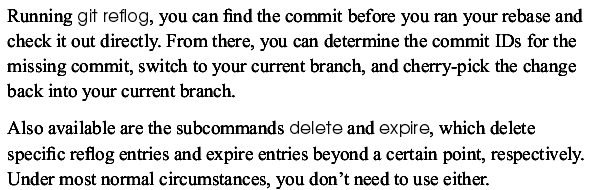 Running git reflog, you can find the commit before you ran your rebase and
check it out directly. From there, you can determine the commit IDs for the
missing commit, switch to your current branch, and cherry-pick the change
back into your current branch.
Also available are the subcommands delete and expire, which delete
specific reflog entries and expire entries beyond a certain point, respectively.
Under most normal circumstances, you don’t need to use either.